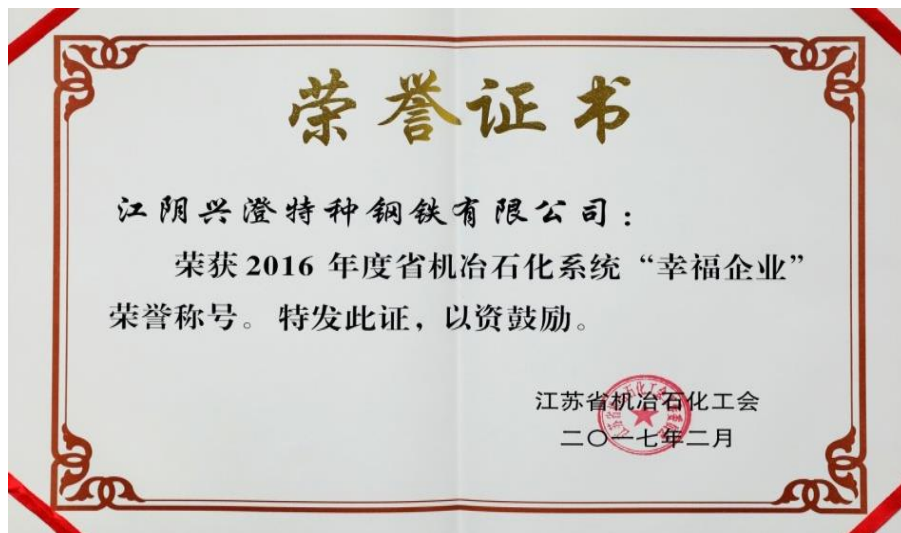 荣誉证书
江阴兴澄特种钢铁有限公司：
荣获2016 年度省机冶石化系统“幸福企业”
荣誉称号。特发此证，以资鼓励。
江苏省机冶石化工会
二〇一七年二月